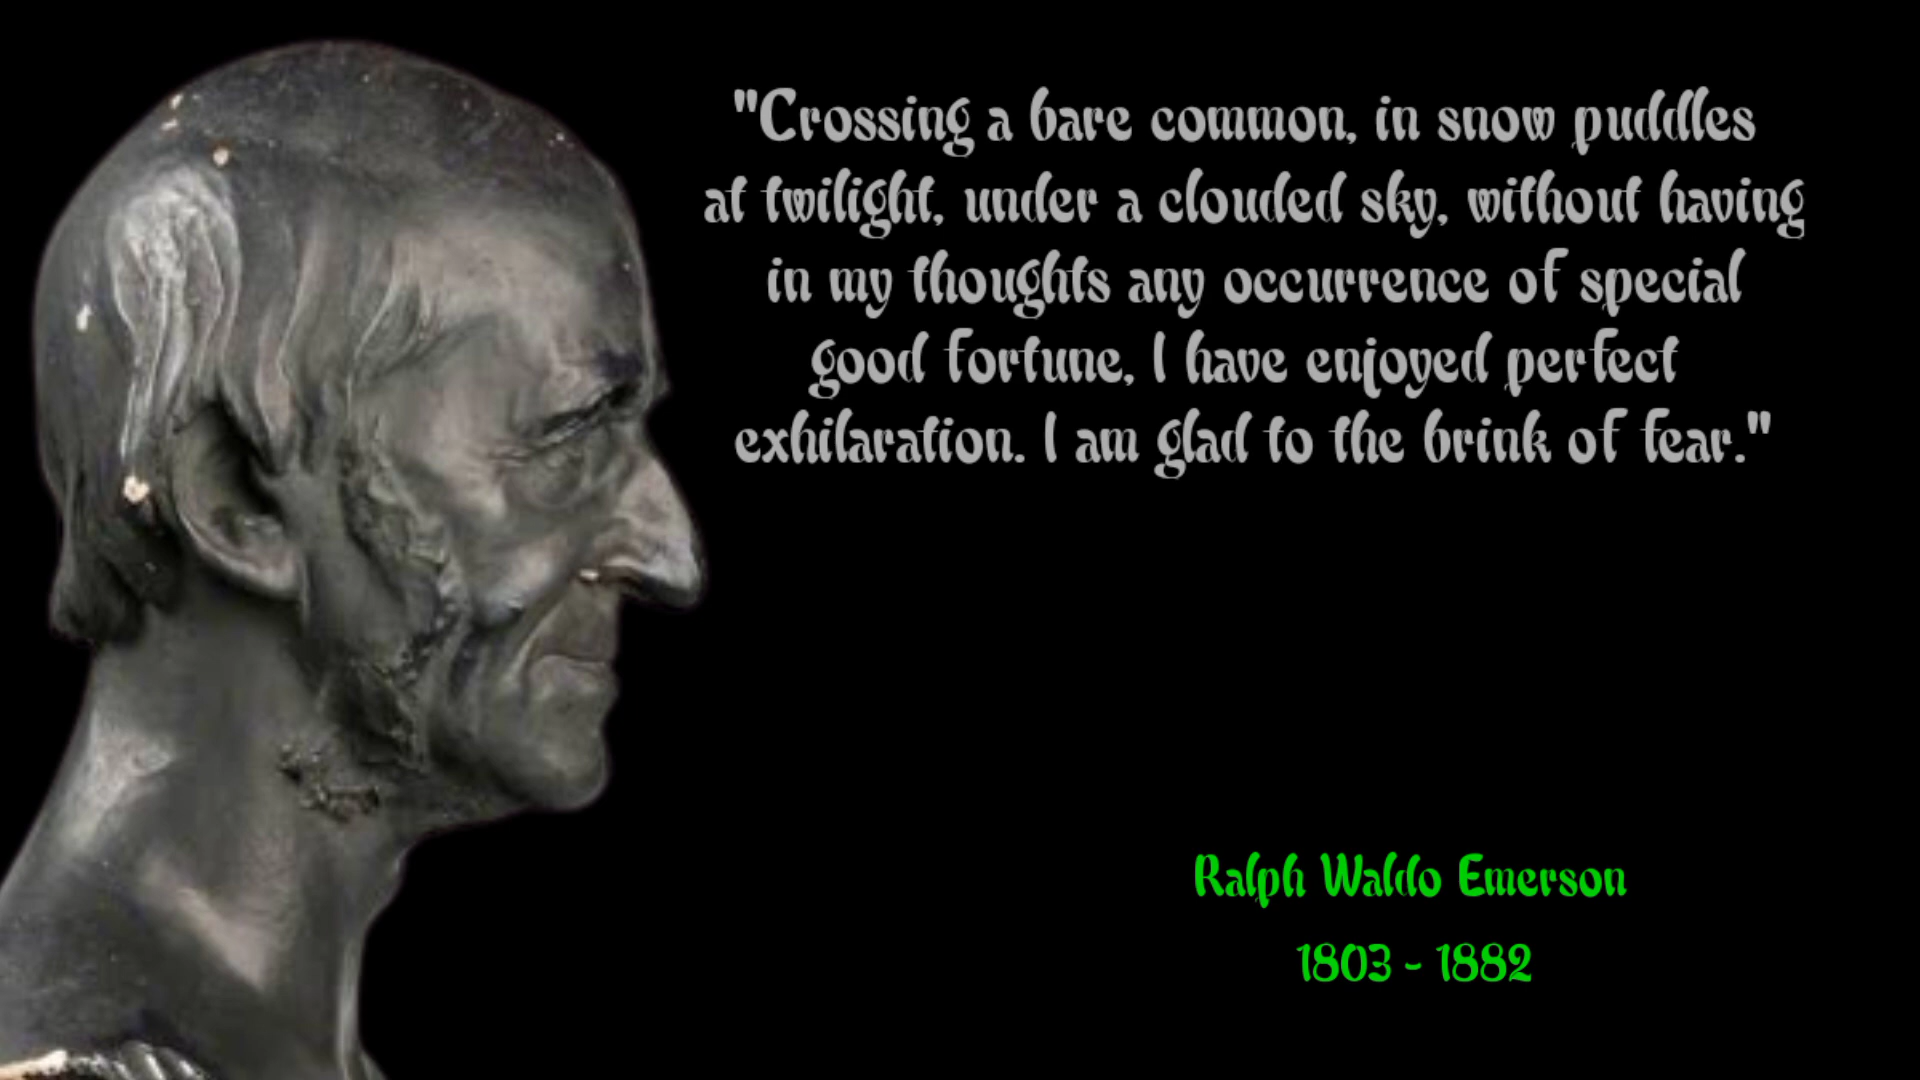 "Crossing a bare common, in snow puddles
at twilight, under a clouded sky, without having
in my thoughts any occurrence of special
good fortune, I have enjoyed perfect
exhilaration. I am glad to the brink of fear."
Ralph Waldo Emerson
1803 - 1882